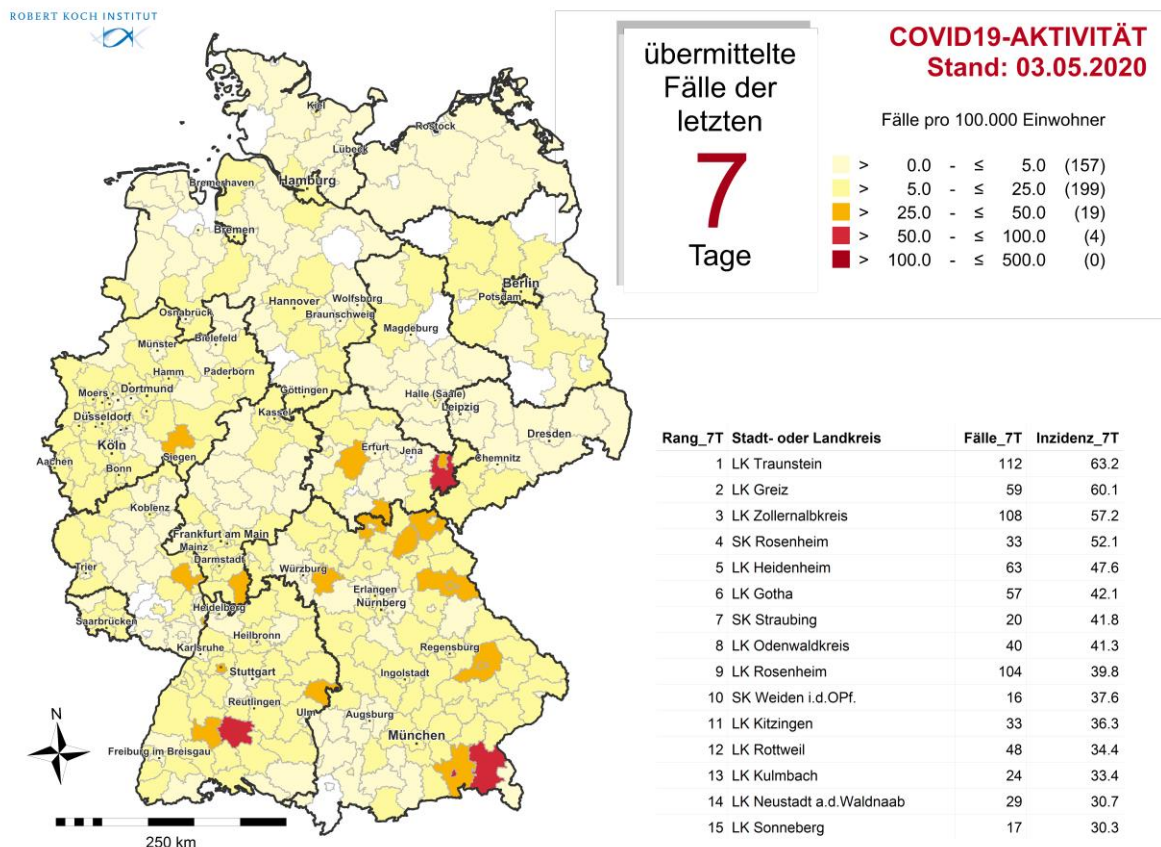 ROBERT KOCH INSTITUT
übermittelte
Fälle der
letzten
7
Tage
COVID19-AKTIVITÄT
Stand: 03.05.2020
Fälle pro 100.000 Einwohner
> 0.0 - ≤ 5.0 (157)
> 5.0 - ≤ 25.0 (199)
> 25.0 - ≤ 50.0 (19)
> 50.0 - ≤ 100.0 (4)
> 100.0 - ≤ 500.0 (0)
Kiel
Rostock
Lübeck
Bremerhaven
Hamburg
Bremen
Berlin
Potsdam
Hannover
Wolfsburg
Braunschweig
Osnabrück
Magdeburg
Bielefeld
Münster
Hamm
Paderborn
Moers
Dortmund
Göttingen
Halle (Saale)
Leipzig
Düsseldorf
Kassel
Dresden
Köln
Erfurt
Jena
Chemnitz
Siegen
Aachen
Bonn
Koblenz
Frankfurt am Main
Mainz
Darmstadt
Trier
Würzburg
Erlangen
Nürnberg
Heidelberg
Saarbrücken
Heilbronn
Karlsruhe
Regensburg
Stuttgart
Ingolstadt
Reutlingen
Ulm
Augsburg
München
Freiburg im Breisgau
N
250 km
Rang_7T Stadt- oder Landkreis Fälle_7T Inzidenz_7T
1 LK Traunstein 112 63.2
2 LK Greiz 59 60.1
3 LK Zollernalbkreis 108 57.2
4 SK Rosenheim 33 52.1
5 LK Heidenheim 63 47.6
6 LK Gotha 57 42.1
7 SK Straubing 20 41.8
8 LK Odenwaldkreis 40 41.3
9 LK Rosenheim 104 39.8
10 SK Weiden i.d.OPf. 16 37.6
11 LK Kitzingen 33 36.3
12 LK Rottweil 48 34.4
13 LK Kulmbach 24 33.4
14 LK Neustadt a.d.Waldnaab 29 30.7
15 LK Sonneberg 17 30.3